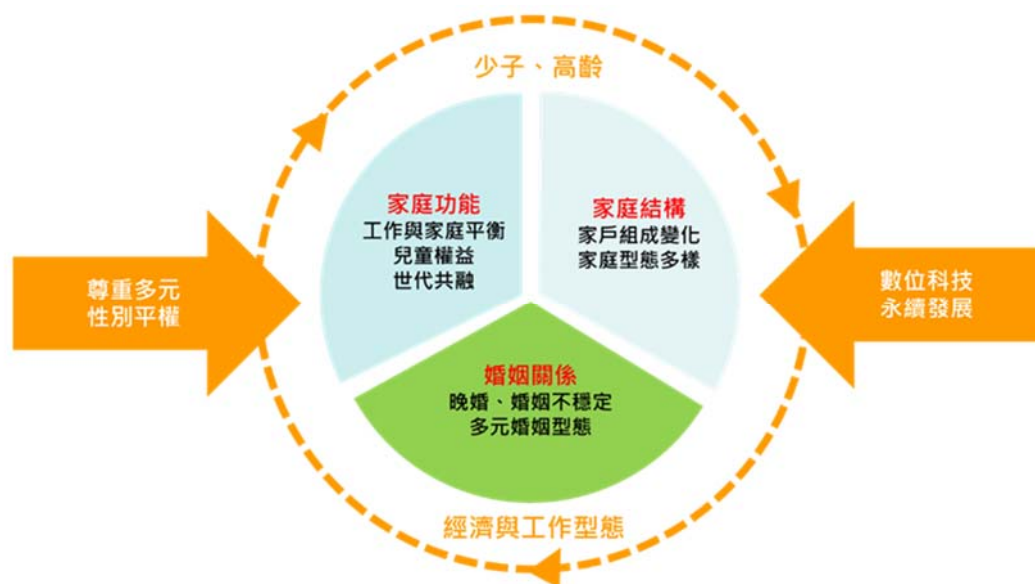 少子、高齡
家庭功能
工作與家庭平衡
兒童權益
世代共融
家庭結構
家戶組成變化
家庭型態多樣
尊重多元
性別平權
數位科技
永續發展
婚姻關係
晚婚、婚姻不穩定
多元婚姻型態
經濟與工作型態